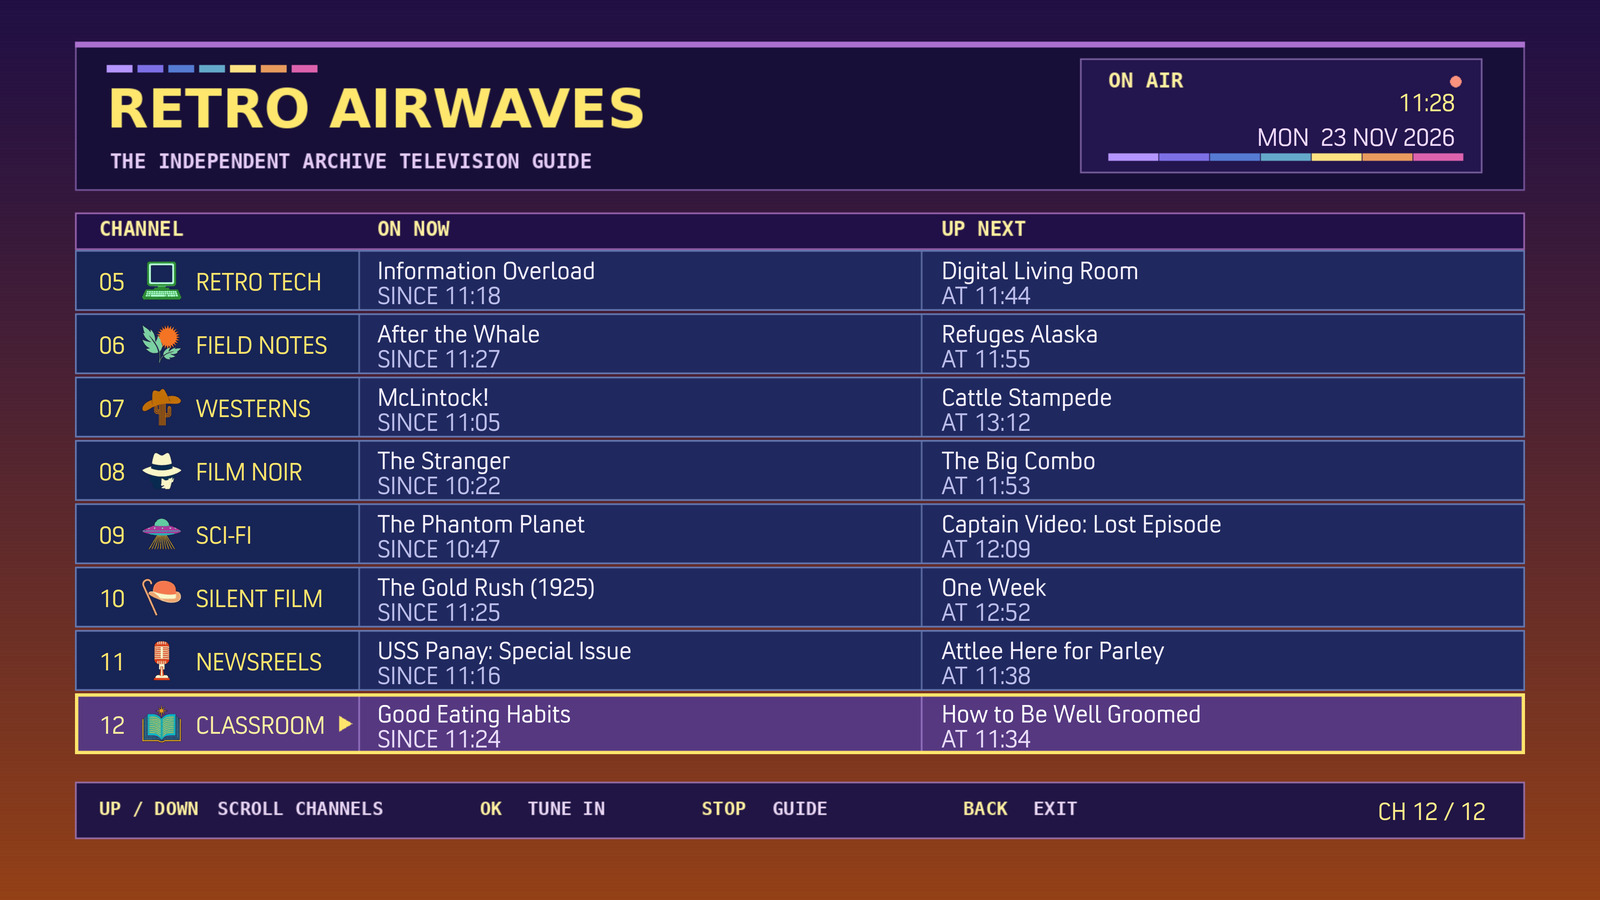 RETRO AIRWAVES
THE INDEPENDENT ARCHIVE TELEVISION GUIDE
ON AIR
11:28
MON 23 NOV 2026
CHANNEL ON NOW UP NEXT
05 RETRO TECH
Information Overload
SINCE 11:18
Digital Living Room
AT 11:44
06 FIELD NOTES
After the Whale
SINCE 11:27
Refuges Alaska
AT 11:55
07 WESTERNS
McLintock!
SINCE 11:05
Cattle Stampede
AT 13:12
08 FILM NOIR
The Stranger
SINCE 10:22
The Big Combo
AT 11:53
09 SCI-FI
The Phantom Planet
SINCE 10:47
Captain Video: Lost Episode
AT 12:09
10 SILENT FILM
The Gold Rush (1925)
SINCE 11:25
One Week
AT 12:52
11 NEWSREELS
USS Panay: Special Issue
SINCE 11:16
Attlee Here for Parley
AT 11:38
12 CLASSROOM
Good Eating Habits
SINCE 11:24
How to Be Well Groomed
AT 11:34
UP / DOWN SCROLL CHANNELS OK TUNE IN STOP GUIDE BACK EXIT CH 12 / 12